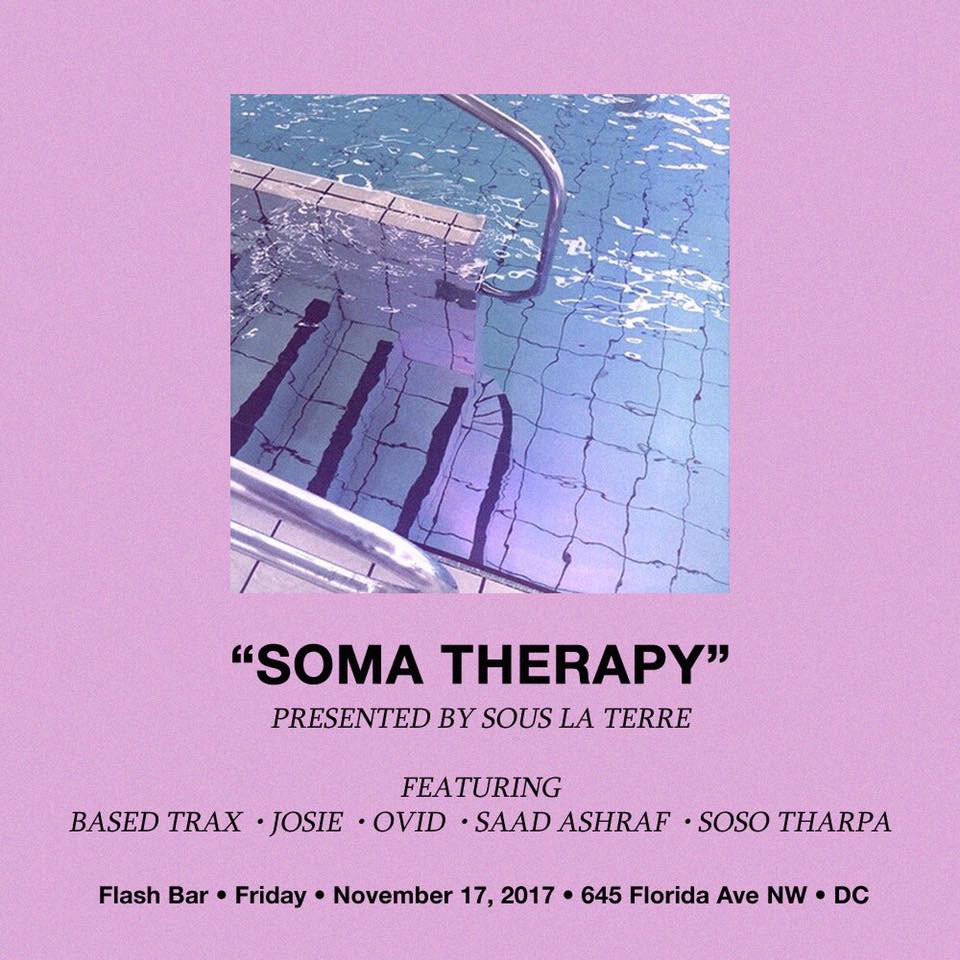 “SOMA THERAPY”
PRESENTED BY SOUS LA TERRE
FEATURING
BASED TRAX • JOSIE • OVID • SAAD ASHRAF • SOSO THARPA
Flash Bar • Friday • November 17, 2017 • 645 Florida Ave NW • DC